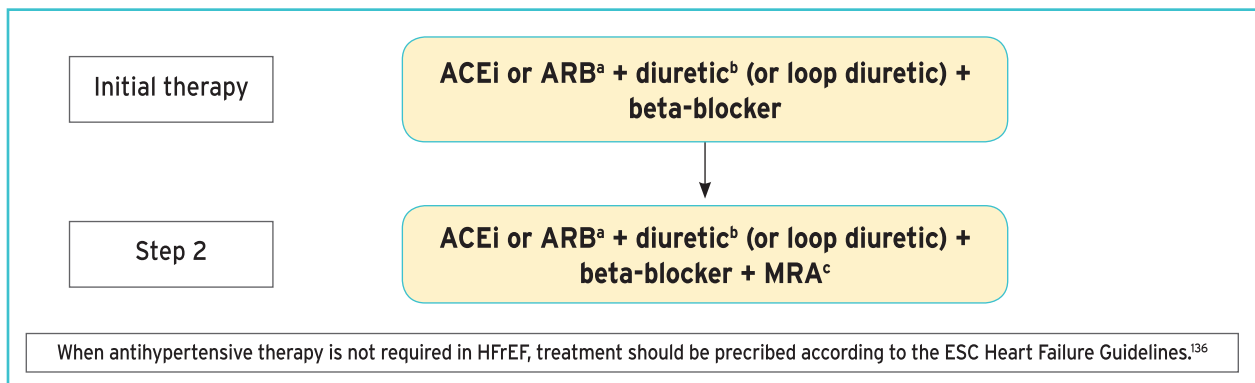 Initial therapy
ACEi or ARBᵃ + diureticᵇ (or loop diuretic) +
beta-blocker
Step 2
ACEi or ARBᵃ + diureticᵇ (or loop diuretic) +
beta-blocker + MRAᶜ
When antihypertensive therapy is not required in HFrEF, treatment should be precribed according to the ESC Heart Failure Guidelines.¹³⁶